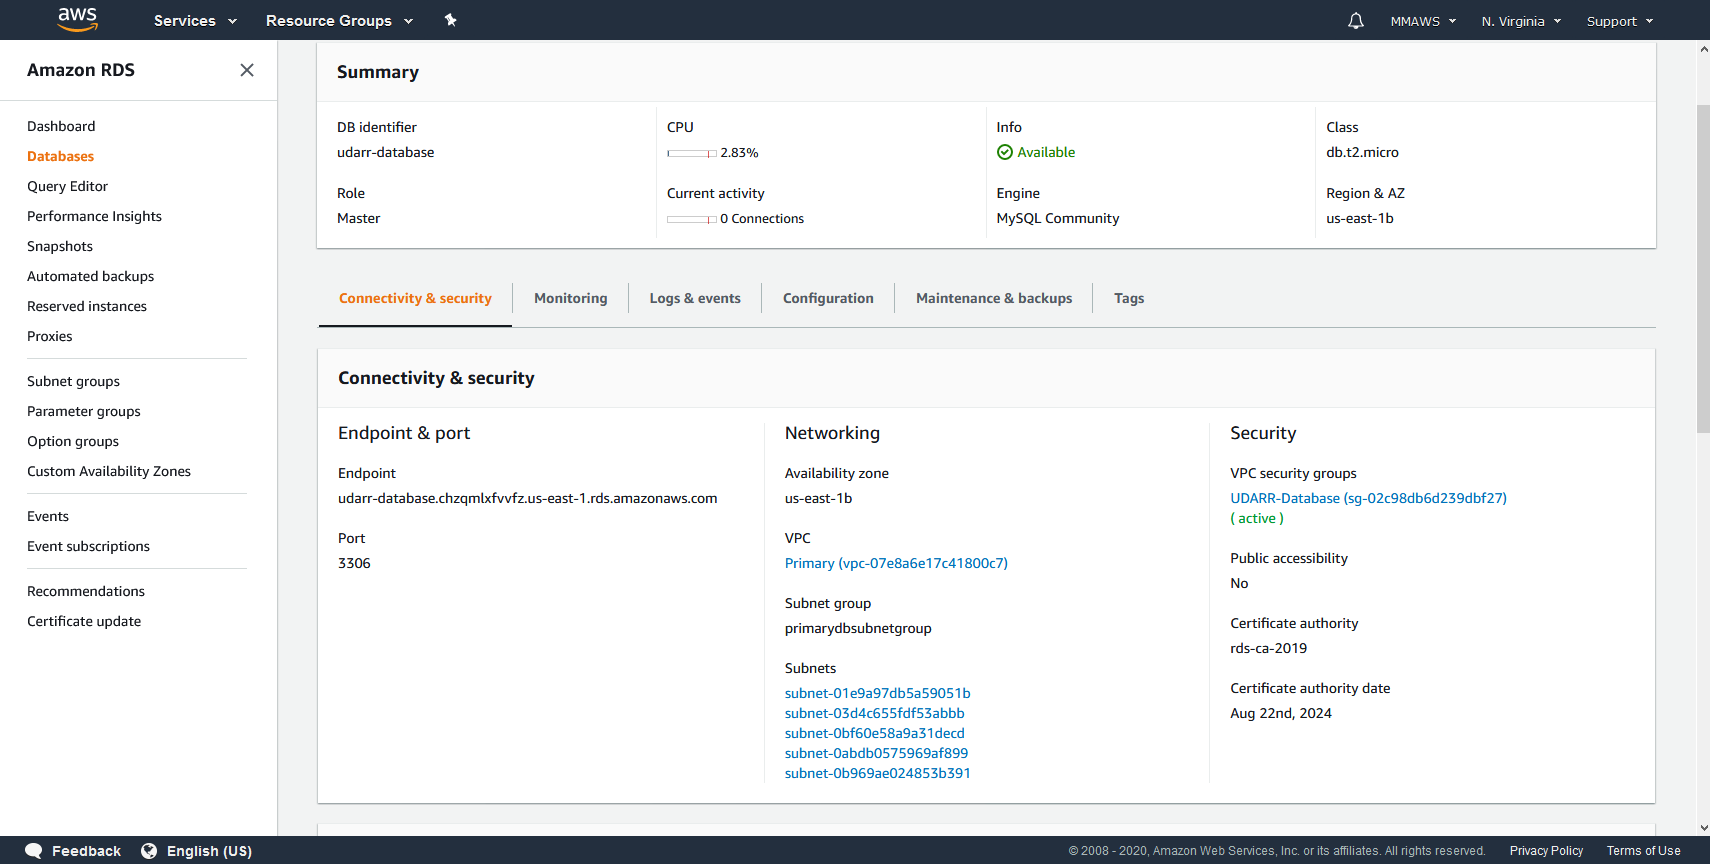 aws Services Resource Groups MMAWS N. Virginia Support
Amazon RDS
Dashboard
Databases
Query Editor
Performance Insights
Snapshots
Automated backups
Reserved instances
Proxies
Subnet groups
Parameter groups
Option groups
Custom Availability Zones
Events
Event subscriptions
Recommendations
Certificate update
Summary
DB identifier
udarr-database
Role
Master
CPU
2.83%
Current activity
0 Connections
Info
Available
Engine
MySQL Community
Class
db.t2.micro
Region & AZ
us-east-1b
Connectivity & security Monitoring Logs & events Configuration Maintenance & backups Tags
Connectivity & security
Endpoint & port
Endpoint
udarr-database.chzqmlxfvvfz.us-east-1.rds.amazonaws.com
Port
3306
Networking
Availability zone
us-east-1b
VPC
Primary (vpc-07e8a6e17c41800c7)
Subnet group
primarydbsubnetgroup
Subnets
subnet-01e9a97db5a59051b
subnet-03d4c655fdf53abbb
subnet-0bf60e58a9a31decd
subnet-0abdb0575969af899
subnet-0b969ae024853b391
Security
VPC security groups
UDARR-Database (sg-02c98db6d239dbf27)
( active )
Public accessibility
No
Certificate authority
rds-ca-2019
Certificate authority date
Aug 22nd, 2024
Feedback English (US) © 2008 - 2020, Amazon Web Services, Inc. or its affiliates. All rights reserved. Privacy Policy Terms of Use